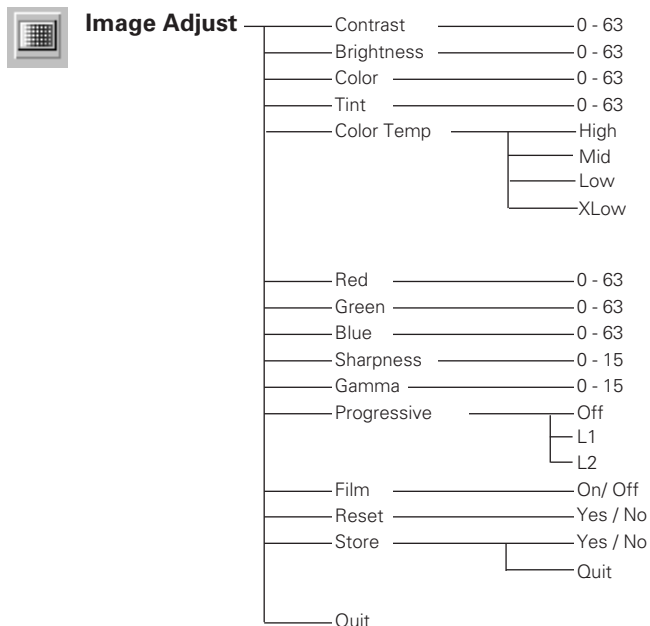 Image Adjust Contrast 0 - 63
Brightness 0 - 63
Color 0 - 63
Tint 0 - 63
Color Temp High
Mid
Low
XLow
Red 0 - 63
Green 0 - 63
Blue 0 - 63
Sharpness 0 - 15
Gamma 0 - 15
Progressive Off
L1
L2
Film On/ Off
Reset Yes / No
Store Yes / No
Quit
Quit